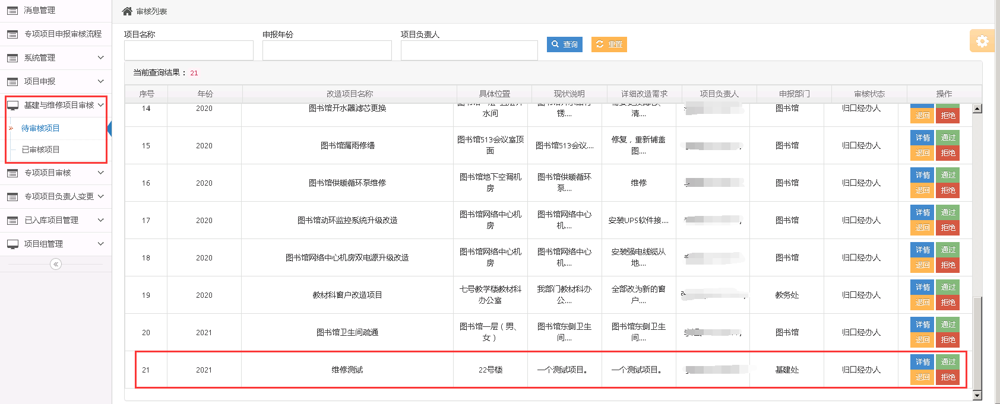 消息管理
专项项目申报审核流程
系统管理
项目申报
基建与维修项目审核
待审核项目
已审核项目
专项项目审核
专项项目负责人变更
已入库项目管理
项目组管理
审核列表
项目名称 申报年份 项目负责人
查询 重置
当前查询结果： 21
序号 年份 改造项目名称 具体位置 现状说明 详细改造需求 项目负责人 申报部门 审核状态 操作
14 2020 图书馆开水器滤芯更换 水间 锈.... 清.... 图书馆 归口经办人 退回 拒绝
15 2020 图书馆漏雨修缮 图书馆513会议室顶面 图书馆513会议.... 修复，重新铺盖图.... 图书馆 归口经办人 详情 通过 退回 拒绝
16 2020 图书馆供暖循环泵维修 图书馆地下空调机房 图书馆供暖循环泵.... 维修 图书馆 归口经办人 详情 通过 退回 拒绝
17 2020 图书馆动环监控系统升级改造 图书馆网络中心机房 图书馆网络中心机.... 安装UPS软件接.... 图书馆 归口经办人 详情 通过 退回 拒绝
18 2020 图书馆网络中心机房双电源升级改造 图书馆网络中心机房 图书馆网络中心机.... 安装强电线缆从地.... 图书馆 归口经办人 详情 通过 退回 拒绝
19 2020 教材科窗户改造项目 七号教学楼教材科办公室 我部门教材科办公.... 全部改为新的窗户.... 教务处 归口经办人 详情 通过 退回 拒绝
20 2021 图书馆卫生间疏通 图书馆一层（男、女） 图书馆东侧卫生间.... 图书馆东侧卫生间.... 图书馆 归口经办人 详情 通过 退回 拒绝
21 2021 维修测试 22号楼 一个测试项目。 一个测试项目。 基建处 归口经办人 详情 通过 退回 拒绝